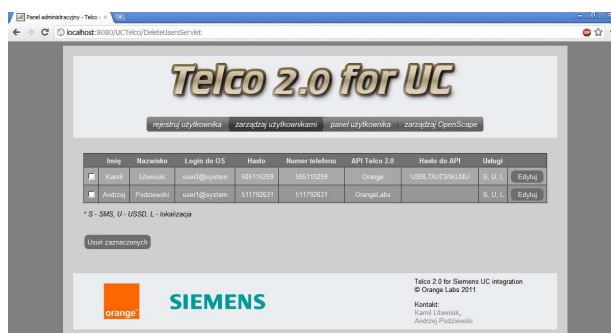 Panel administracyjny - Telco
localhost:8080/UCTelco/DeleteUsersServlet
Telco 2.0 for UC
rejestruj użytkownika zarządzaj użytkownikami panel użytkownika zarządzaj OpenScape
Imię Nazwisko Login do OS Hasło Numer telefonu API Telco 2.0 Hasło do API Usługi
Kamil Litwiniuk user2@system 505115259 505115259 Orange S, U, L Edytuj
Andrzej Podziewski user1@system 511792631 511792631 OrangeLabs S, U, L Edytuj
* S - SMS, U - USSD, L - lokalizacja
Usuń zaznaczonych
orange
SIEMENS
Telco 2.0 for Siemens UC integration
© Orange Labs 2011
Kontakt:
Kamil Litwiniuk,
Andrzej Podziewski